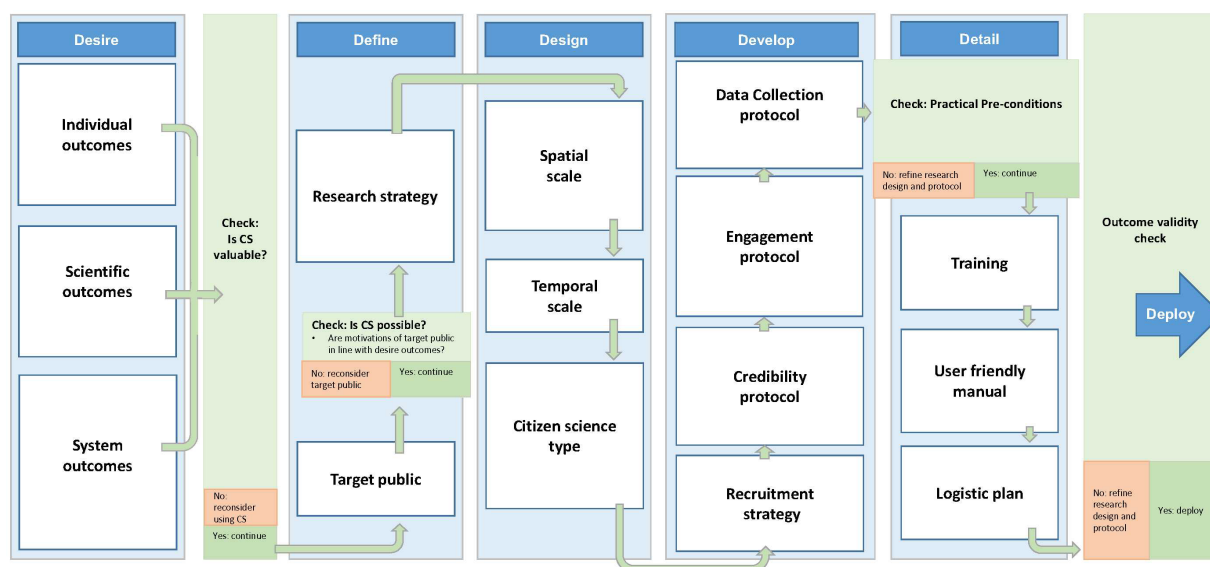 Desire
Individual
outcomes
Scientific
outcomes
System
outcomes
Check:
Is CS
valuable?
No:
reconsider
using CS
Yes: continue
Define
Research strategy
Check: Is CS possible?
• Are motivations of target public
in line with desire outcomes?
No: reconsider
target public
Yes: continue
Target public
Design
Spatial
scale
Temporal
scale
Citizen science
type
Develop
Data Collection
protocol
Engagement
protocol
Credibility
protocol
Recruitment
strategy
Detail
Check: Practical Pre-conditions
No: refine research
design and protocol
Yes: continue
Training
User friendly
manual
Logistic plan
Outcome validity
check
Deploy
No: refine
research
design and
protocol
Yes: deploy